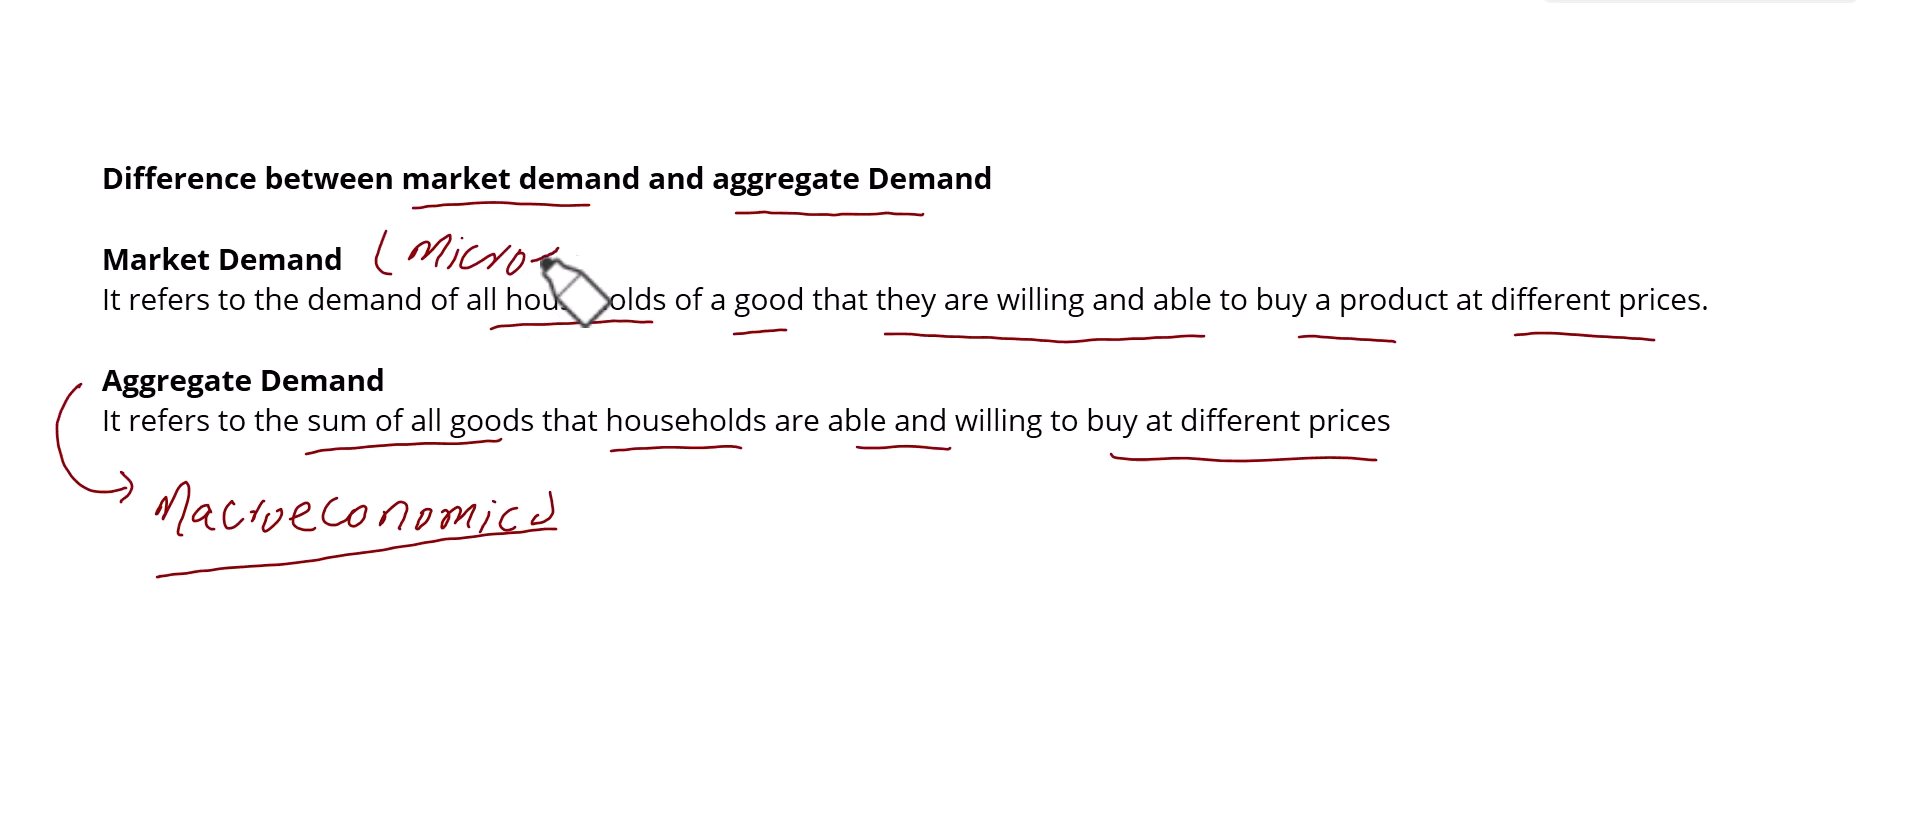 Difference between market demand and aggregate Demand
Market Demand (Micro
It refers to the demand of all of a good that they are willing and able to buy a product at different prices.
Aggregate Demand
It refers to the sum of all goods that households are able and willing to buy at different prices
Macroeconomics